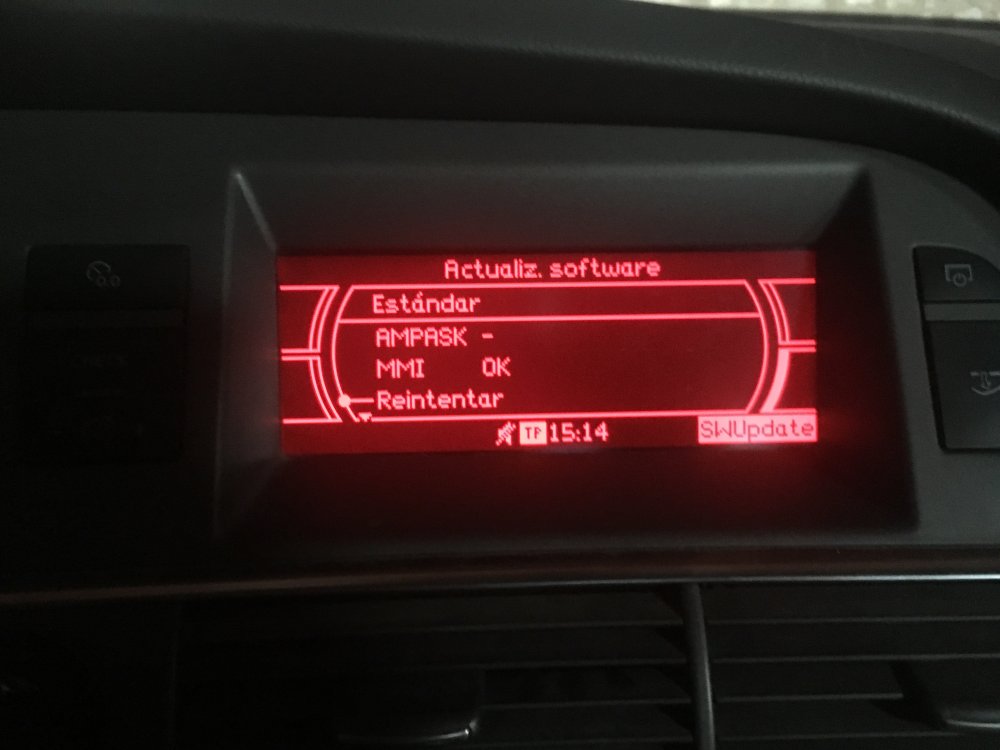 Actualiz. software
Estándar
AMPASK -
MMI OK
Reintentar
TP 15:14 SWUpdate